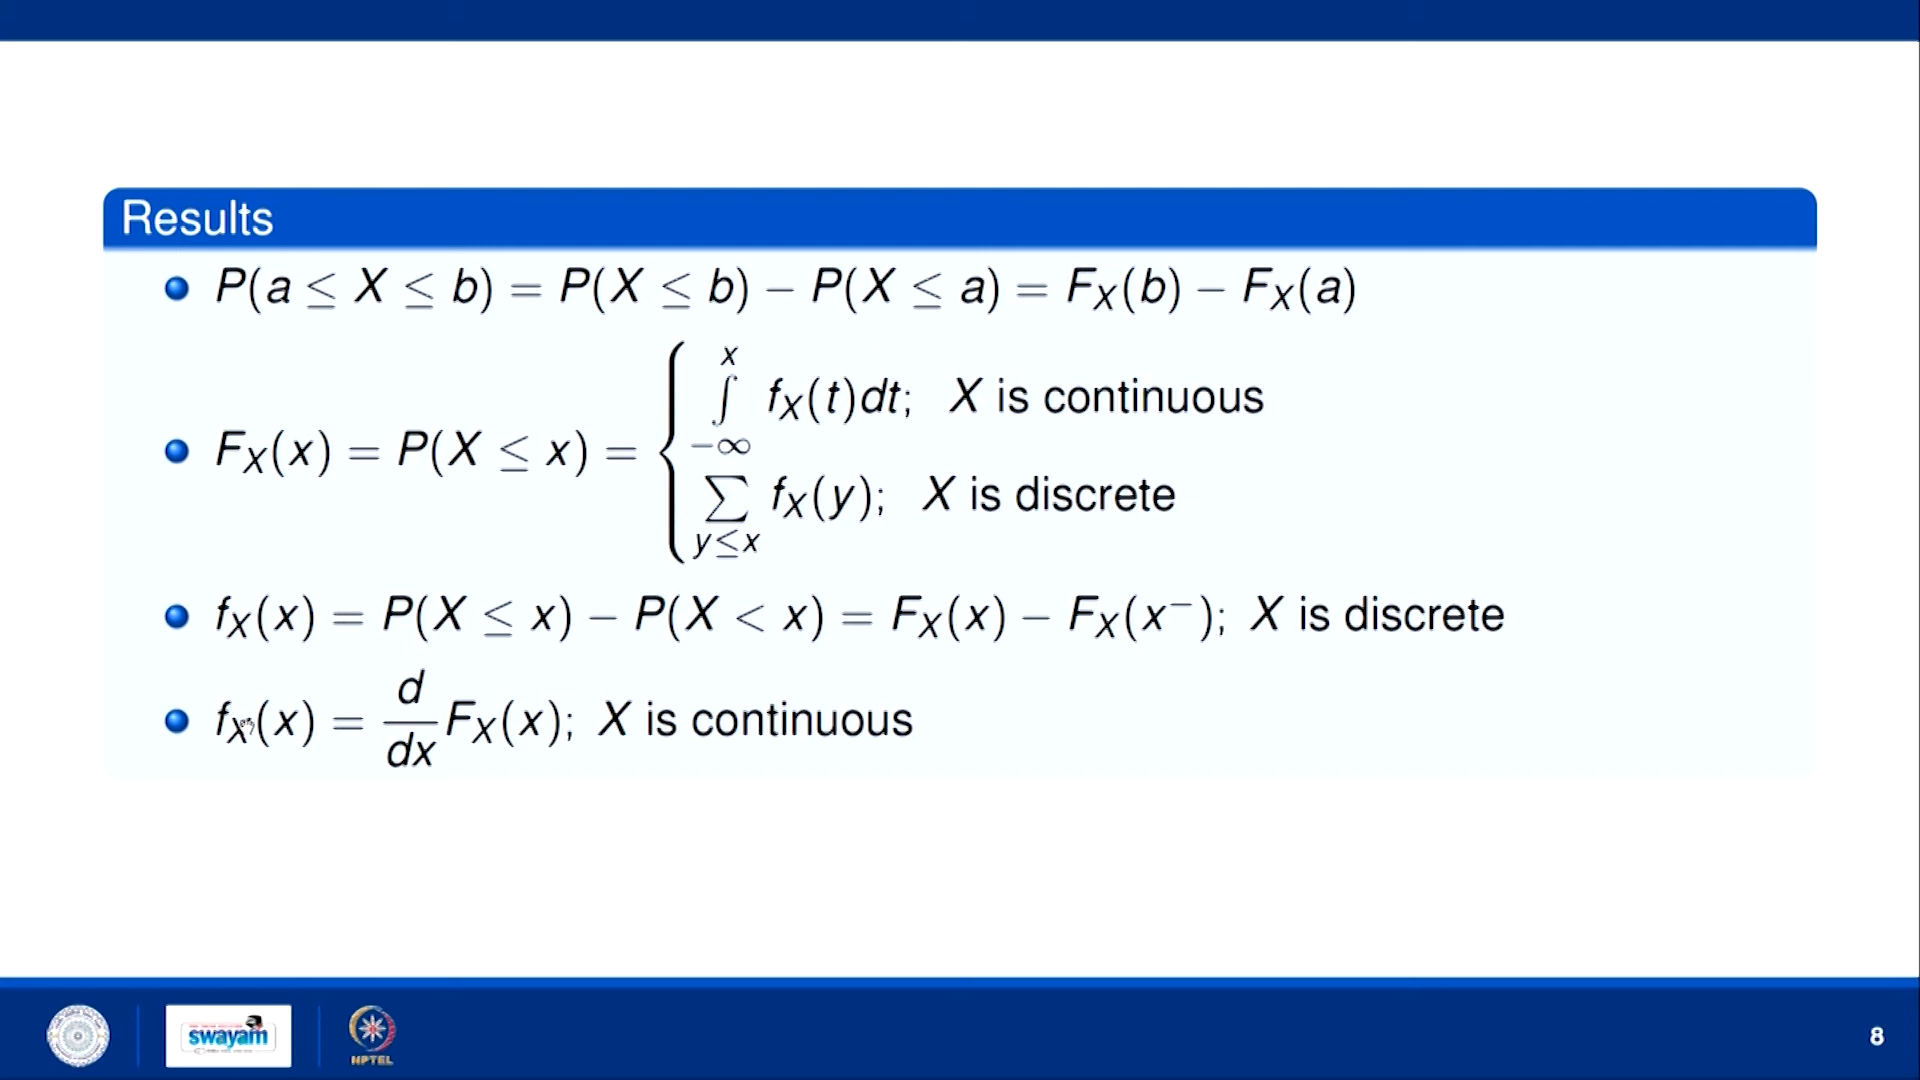 Results
P(a ≤ X ≤ b) = P(X ≤ b) − P(X ≤ a) = F_X(b) − F_X(a)
F_X(x) = P(X ≤ x) = { ∫_{−∞}^{x} f_X(t)dt; X is continuous
∑_{y≤x} f_X(y); X is discrete
f_X(x) = P(X ≤ x) − P(X < x) = F_X(x) − F_X(x⁻); X is discrete
f_X(x) = d/dx F_X(x); X is continuous
swayam
NPTEL
8